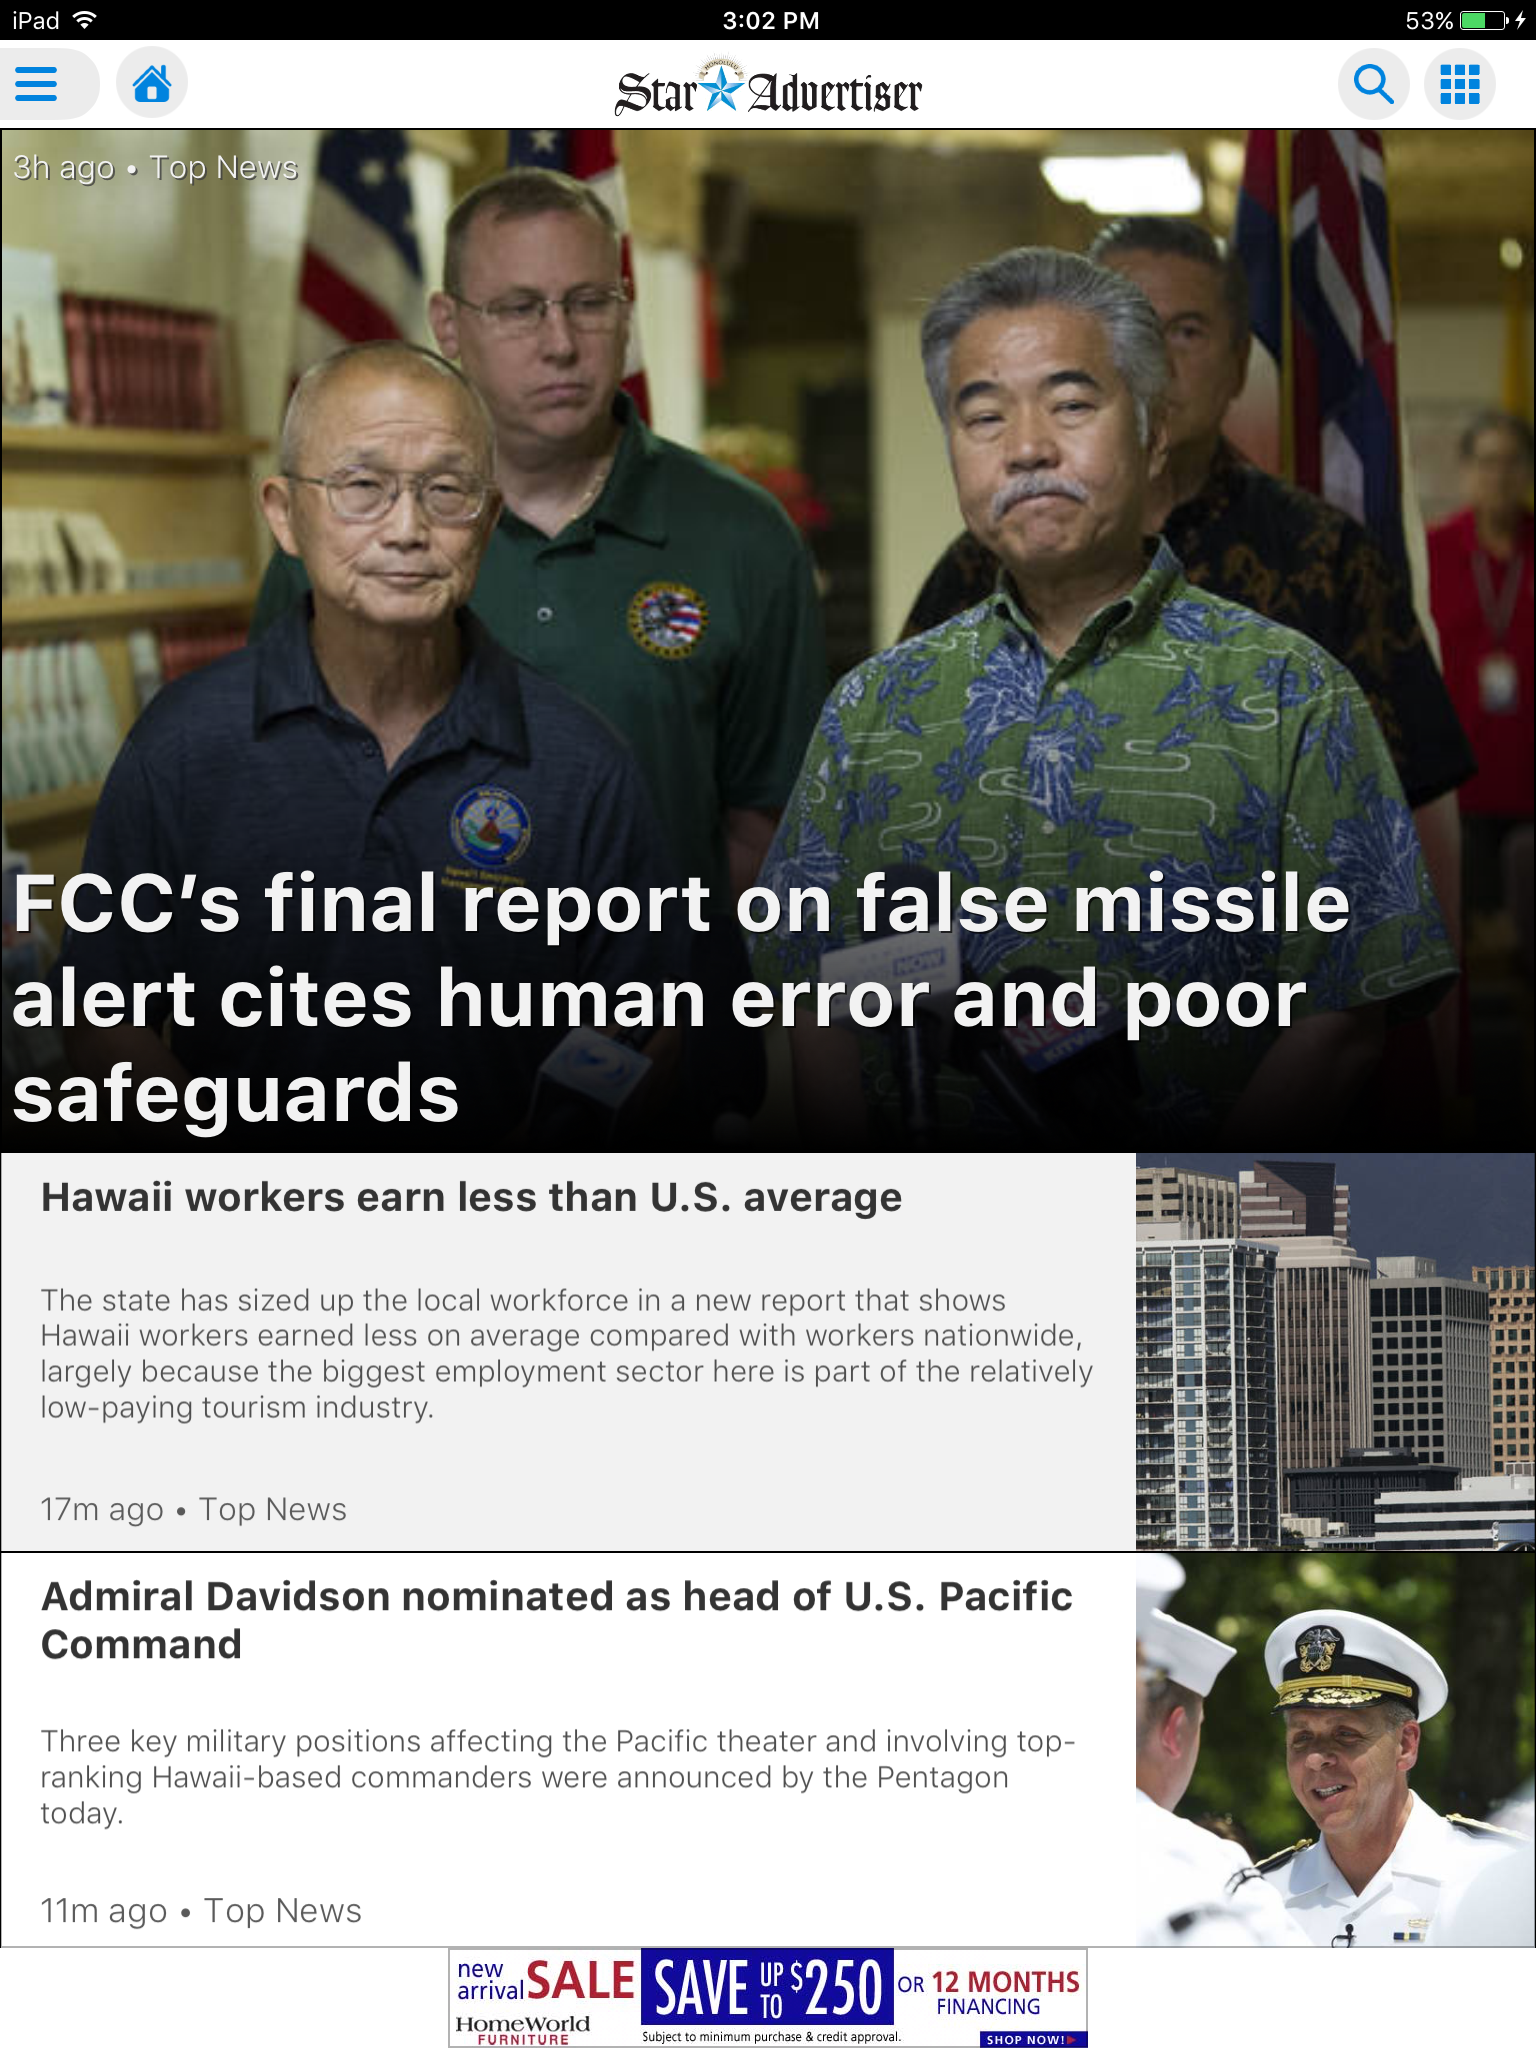 iPad 3:02 PM 53%
HONOLULU
Star Advertiser
3h ago • Top News
FCC’s final report on false missile
alert cites human error and poor
safeguards
Hawaii workers earn less than U.S. average
The state has sized up the local workforce in a new report that shows
Hawaii workers earned less on average compared with workers nationwide,
largely because the biggest employment sector here is part of the relatively
low-paying tourism industry.
17m ago • Top News
Admiral Davidson nominated as head of U.S. Pacific
Command
Three key military positions affecting the Pacific theater and involving top-
ranking Hawaii-based commanders were announced by the Pentagon
today.
11m ago • Top News
new
arrival SALE
HomeWorld
FURNITURE
SAVE UP TO $250
OR 12 MONTHS
FINANCING
Subject to minimum purchase & credit approval.
SHOP NOW!